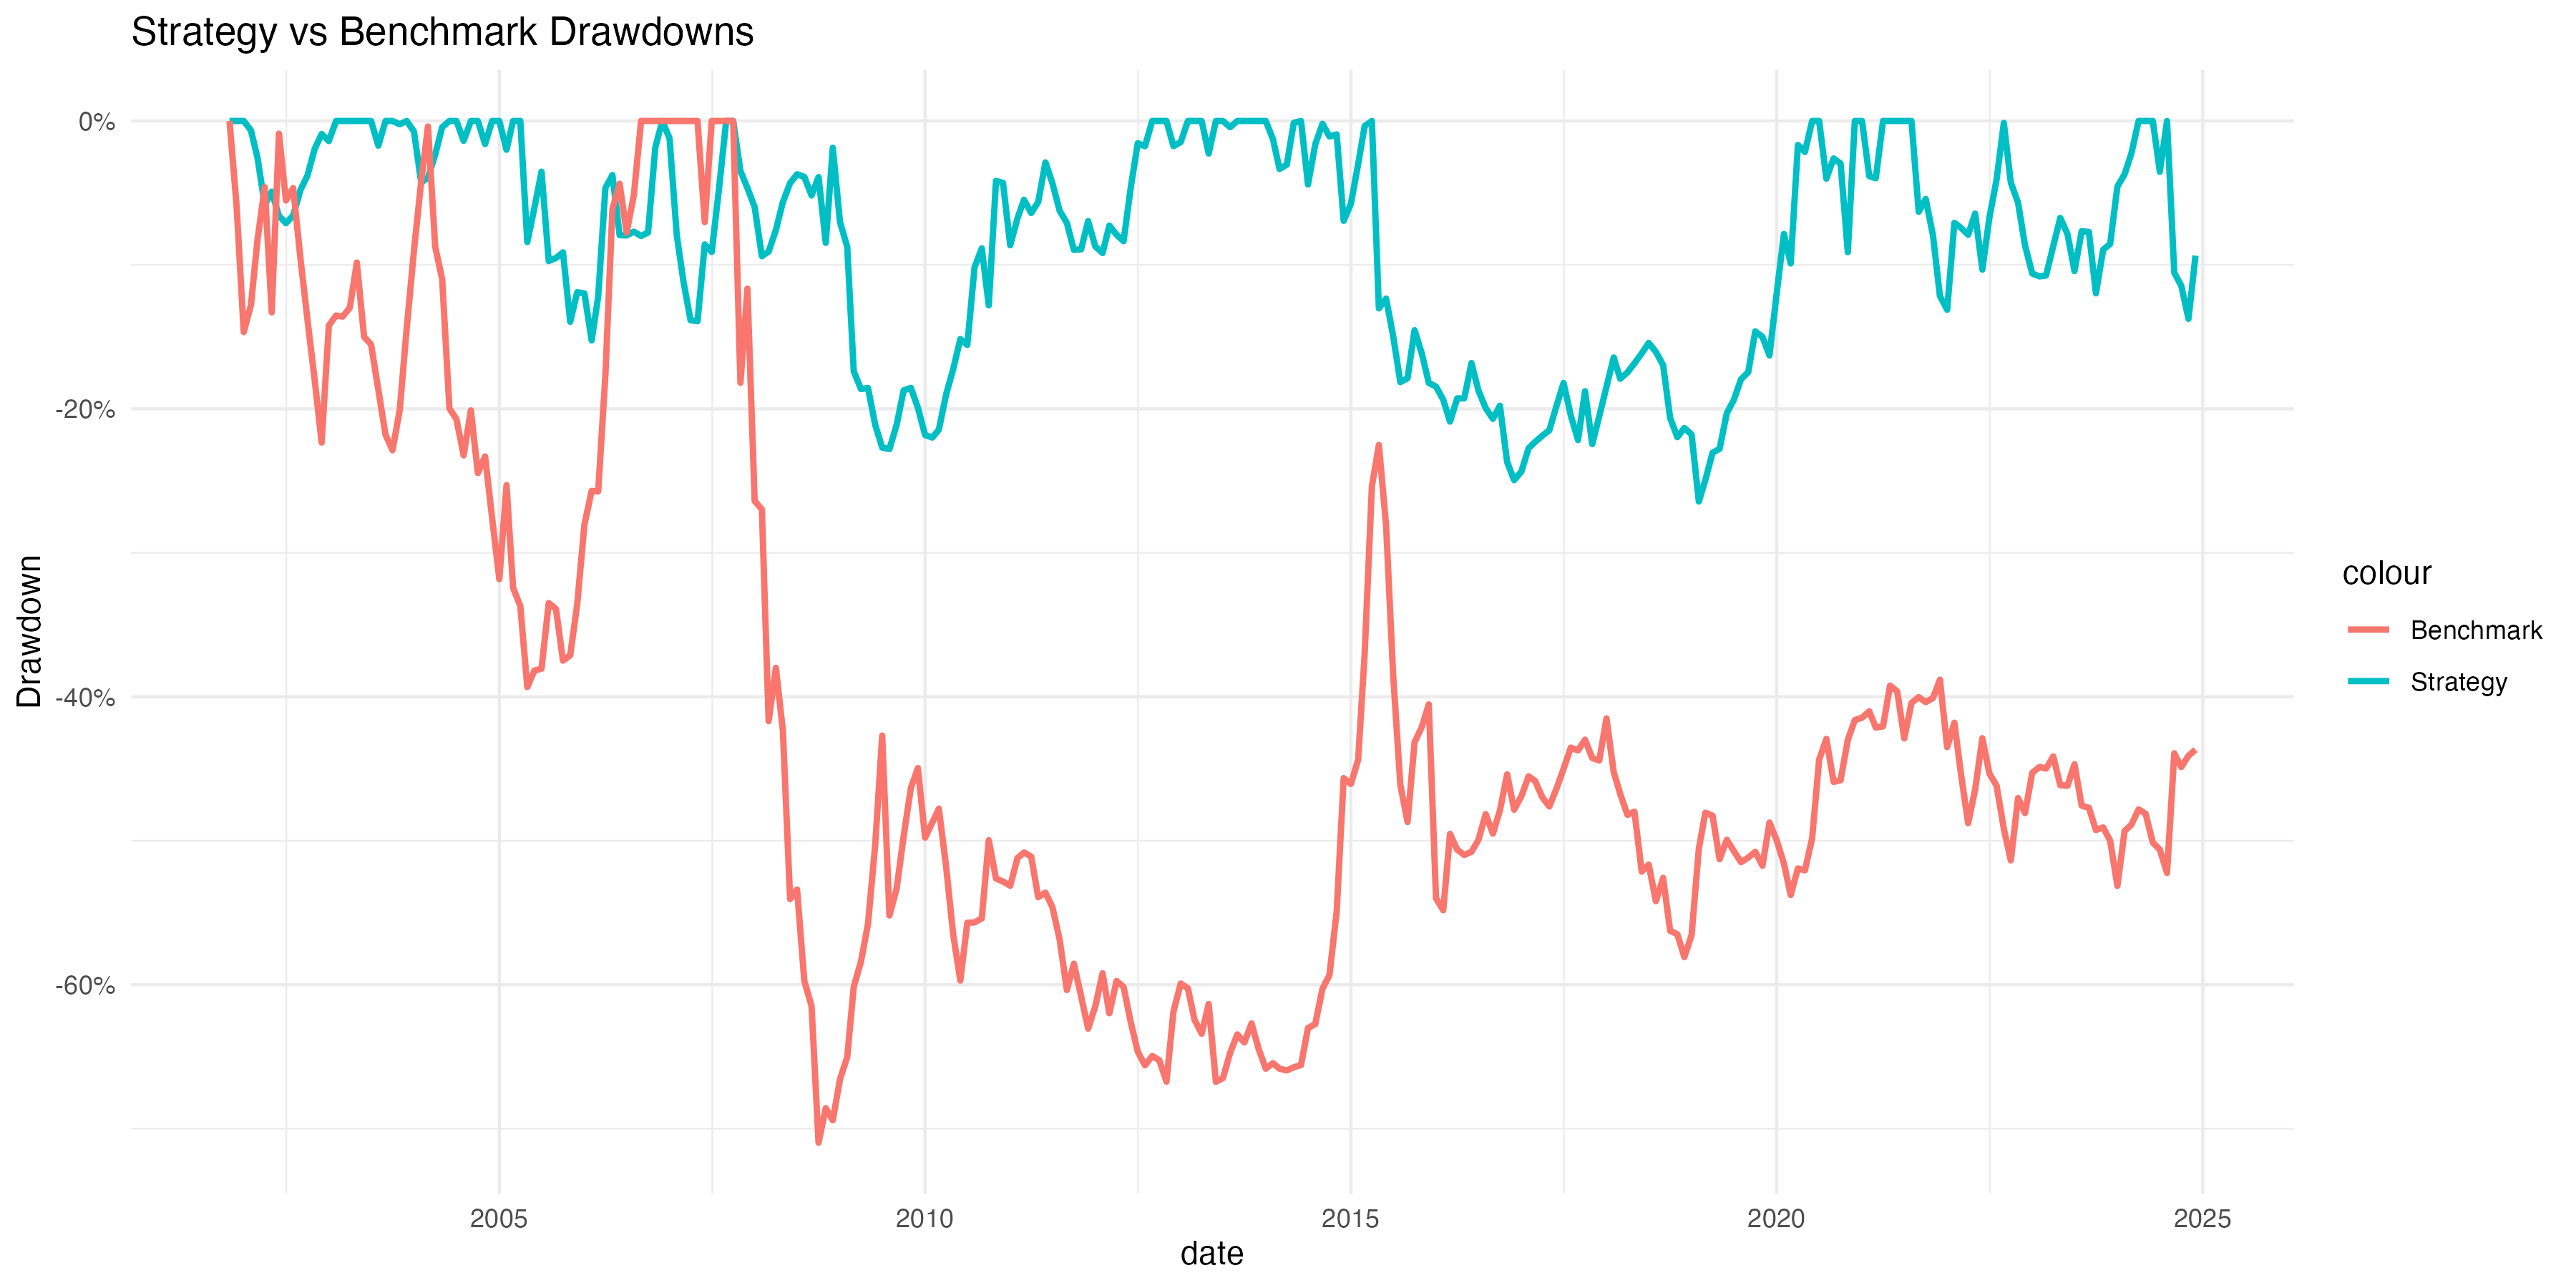 Strategy vs Benchmark Drawdowns
0%
-20%
-40%
-60%
Drawdown
2005
2010
2015
2020
2025
date
colour
Benchmark
Strategy